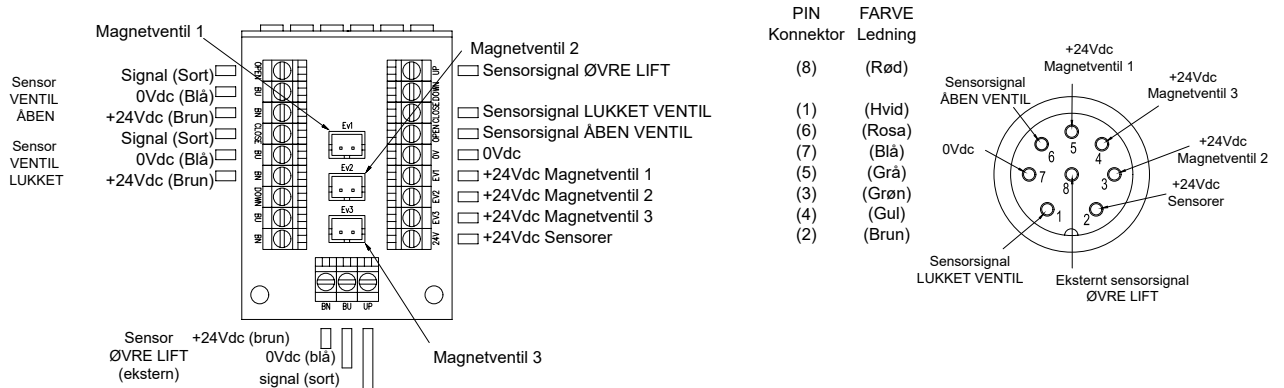 Magnetventil 1
Magnetventil 2
Sensor
VENTIL
ÅBEN
Signal (Sort)
0Vdc (Blå)
+24Vdc (Brun)
Sensor
VENTIL
LUKKET
Signal (Sort)
0Vdc (Blå)
+24Vdc (Brun)
OPEN
BU
BN
CLOSE
BU
BN
DOWN
BU
BN
Ev1
Ev2
Ev3
UP
DOWN
CLOSE
OPEN
0V
EV1
EV2
EV3
24V
Sensorsignal ØVRE LIFT
Sensorsignal LUKKET VENTIL
Sensorsignal ÅBEN VENTIL
0Vdc
+24Vdc Magnetventil 1
+24Vdc Magnetventil 2
+24Vdc Magnetventil 3
+24Vdc Sensorer
BN BU UP
Sensor
ØVRE LIFT
(ekstern)
+24Vdc (brun)
0Vdc (blå)
signal (sort)
Magnetventil 3
PIN FARVE
Konnektor Ledning
(8) (Rød)
(1) (Hvid)
(6) (Rosa)
(7) (Blå)
(5) (Grå)
(3) (Grøn)
(4) (Gul)
(2) (Brun)
+24Vdc
Magnetventil 1
Sensorsignal
ÅBEN VENTIL
+24Vdc
Magnetventil 3
0Vdc
+24Vdc
Magnetventil 2
+24Vdc
Sensorer
6
5
4
7
8
3
1
2
Sensorsignal
LUKKET VENTIL
Eksternt sensorsignal
ØVRE LIFT